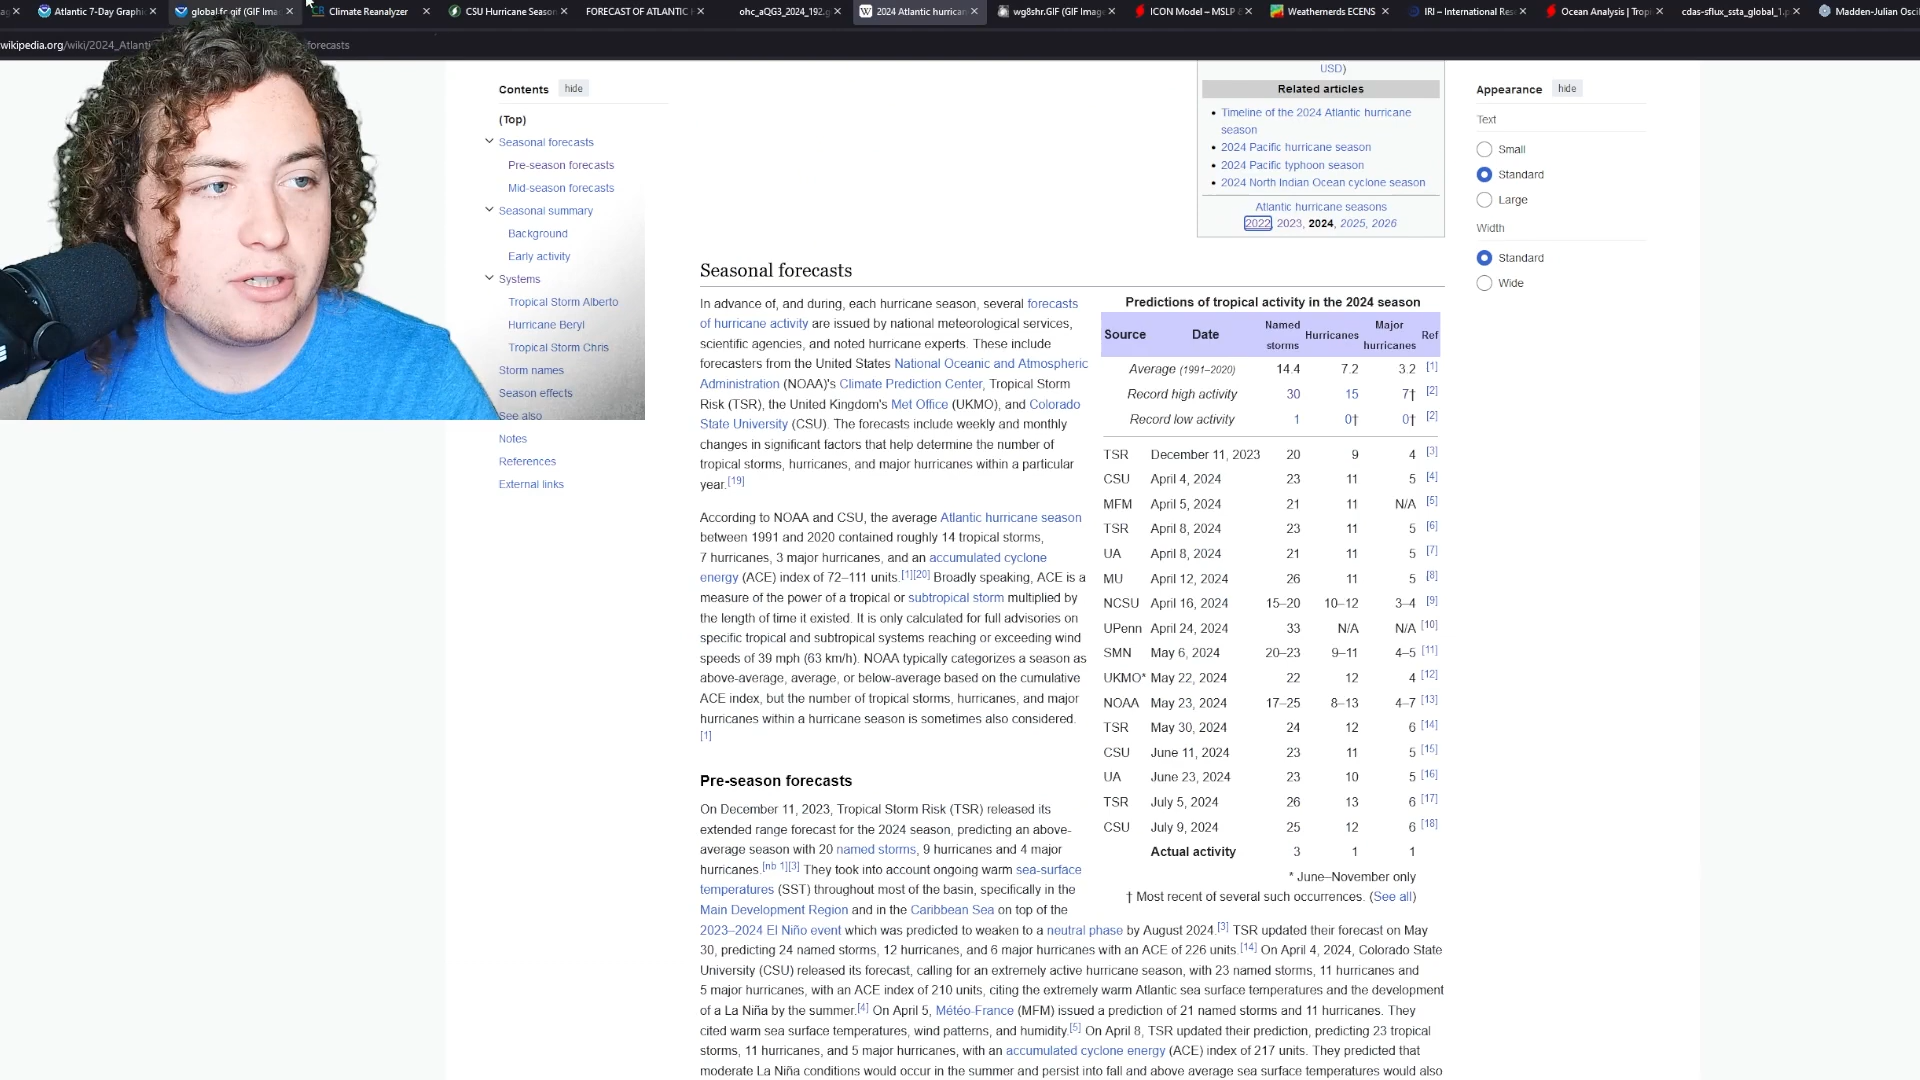 Atlantic 7-Day Graphi
global.fc.gif (GIF Ima
Climate Reanalyzer
CSU Hurricane Season
FORECAST OF ATLANTIC
ohc_aQG3_2024_192.g
W 2024 Atlantic hurrican
wg8shr.GIF (GIF Image
ICON Model – MSLP &
Weathernerds ECENS
IRI – International Res
Ocean Analysis | Tropi
cdas-sflux_ssta_global_1.p
Madden-Julian Osci
wikipedia.org/wiki/2024_Atlanti
forecasts
Contents hide
(Top)
Seasonal forecasts
Pre-season forecasts
Mid-season forecasts
Seasonal summary
Background
Early activity
Systems
Tropical Storm Alberto
Hurricane Beryl
Tropical Storm Chris
Storm names
Season effects
See also
Notes
References
External links
USD)
Related articles
• Timeline of the 2024 Atlantic hurricane
season
• 2024 Pacific hurricane season
• 2024 Pacific typhoon season
• 2024 North Indian Ocean cyclone season
Atlantic hurricane seasons
2022, 2023, 2024, 2025, 2026
Appearance hide
Text
Small
Standard
Large
Width
Standard
Wide
Seasonal forecasts
In advance of, and during, each hurricane season, several forecasts
of hurricane activity are issued by national meteorological services,
scientific agencies, and noted hurricane experts. These include
forecasters from the United States National Oceanic and Atmospheric
Administration (NOAA)'s Climate Prediction Center, Tropical Storm
Risk (TSR), the United Kingdom's Met Office (UKMO), and Colorado
State University (CSU). The forecasts include weekly and monthly
changes in significant factors that help determine the number of
tropical storms, hurricanes, and major hurricanes within a particular
year.[19]
According to NOAA and CSU, the average Atlantic hurricane season
between 1991 and 2020 contained roughly 14 tropical storms,
7 hurricanes, 3 major hurricanes, and an accumulated cyclone
energy (ACE) index of 72–111 units.[1][20] Broadly speaking, ACE is a
measure of the power of a tropical or subtropical storm multiplied by
the length of time it existed. It is only calculated for full advisories on
specific tropical and subtropical systems reaching or exceeding wind
speeds of 39 mph (63 km/h). NOAA typically categorizes a season as
above-average, average, or below-average based on the cumulative
ACE index, but the number of tropical storms, hurricanes, and major
hurricanes within a hurricane season is sometimes also considered.
[1]
Predictions of tropical activity in the 2024 season
Source Date Named storms Hurricanes Major hurricanes Ref
Average (1991–2020) 14.4 7.2 3.2 [1]
Record high activity 30 15 7† [2]
Record low activity 1 0† 0† [2]
TSR December 11, 2023 20 9 4 [3]
CSU April 4, 2024 23 11 5 [4]
MFM April 5, 2024 21 11 N/A [5]
TSR April 8, 2024 23 11 5 [6]
UA April 8, 2024 21 11 5 [7]
MU April 12, 2024 26 11 5 [8]
NCSU April 16, 2024 15–20 10–12 3–4 [9]
UPenn April 24, 2024 33 N/A N/A [10]
SMN May 6, 2024 20–23 9–11 4–5 [11]
UKMO* May 22, 2024 22 12 4 [12]
NOAA May 23, 2024 17–25 8–13 4–7 [13]
TSR May 30, 2024 24 12 6 [14]
CSU June 11, 2024 23 11 5 [15]
UA June 23, 2024 23 10 5 [16]
TSR July 5, 2024 26 13 6 [17]
CSU July 9, 2024 25 12 6 [18]
Actual activity 3 1 1
* June–November only
† Most recent of several such occurrences. (See all)
Pre-season forecasts
On December 11, 2023, Tropical Storm Risk (TSR) released its
extended range forecast for the 2024 season, predicting an above-
average season with 20 named storms, 9 hurricanes and 4 major
hurricanes.[nb 1][3] They took into account ongoing warm sea-surface
temperatures (SST) throughout most of the basin, specifically in the
Main Development Region and in the Caribbean Sea on top of the
2023–2024 El Niño event which was predicted to weaken to a neutral phase by August 2024.[3] TSR updated their forecast on May
30, predicting 24 named storms, 12 hurricanes, and 6 major hurricanes with an ACE of 226 units.[14] On April 4, 2024, Colorado State
University (CSU) released its forecast, calling for an extremely active hurricane season, with 23 named storms, 11 hurricanes and
5 major hurricanes, with an ACE index of 210 units, citing the extremely warm Atlantic sea surface temperatures and the development
of a La Niña by the summer.[4] On April 5, Météo-France (MFM) issued a prediction of 21 named storms and 11 hurricanes. They
cited warm sea surface temperatures, wind patterns, and humidity.[5] On April 8, TSR updated their prediction, predicting 23 tropical
storms, 11 hurricanes, and 5 major hurricanes, with an accumulated cyclone energy (ACE) index of 217 units. They predicted that
moderate La Niña conditions would occur in the summer and persist into fall and above average sea surface temperatures would also